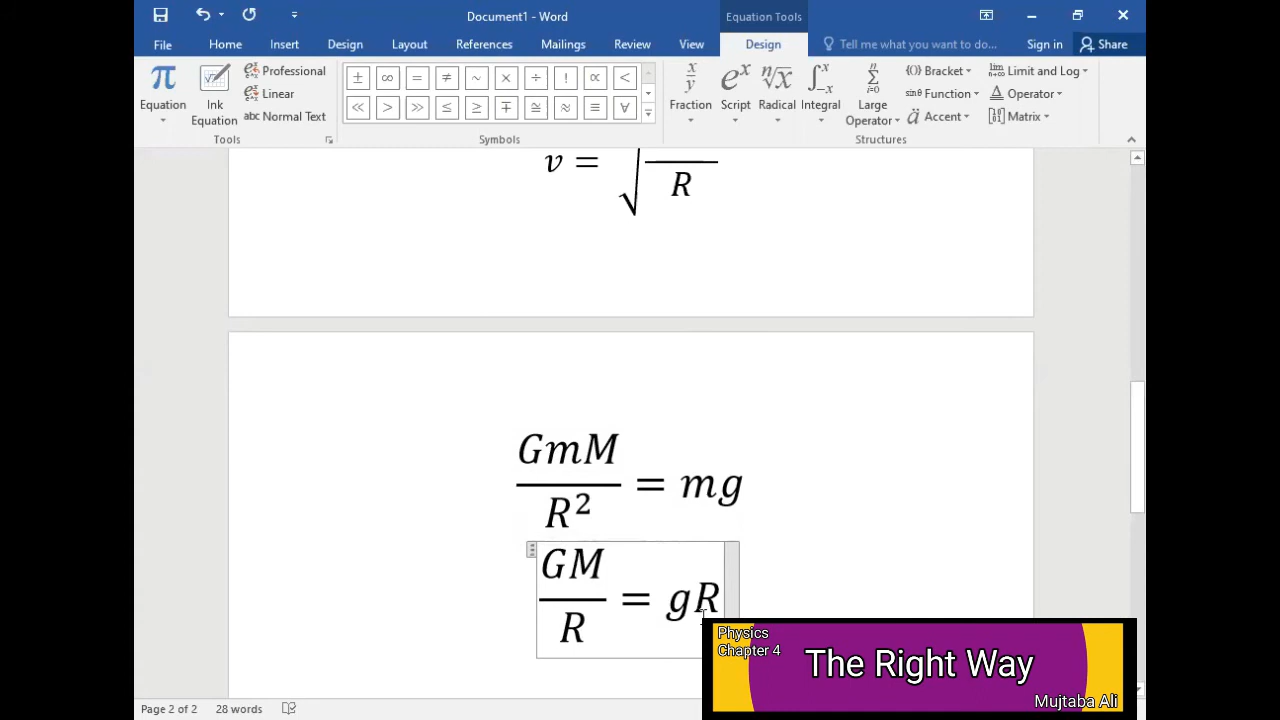 Document1 - Word
Equation Tools
File Home Insert Design Layout References Mailings Review View Design Tell me what you want to do... Sign in Share
π Equation
Ink Equation
Professional
Linear
abc Normal Text
Tools
± ∞ = ≠ ~ × ÷ ! ∝ <
≪ > ≫ ≤ ≥ ∓ ≅ ≈ ≡ ∀
Symbols
x/y Fraction
eˣ Script
ⁿ√x Radical
Integral
Large Operator
{()} Bracket
sinθ Function
ä Accent
Limit and Log
Operator
Matrix
Structures
v = √ R
GmM/R² = mg
GM/R = gR
Physics
Chapter 4
The Right Way
Mujtaba Ali
Page 2 of 2 28 words